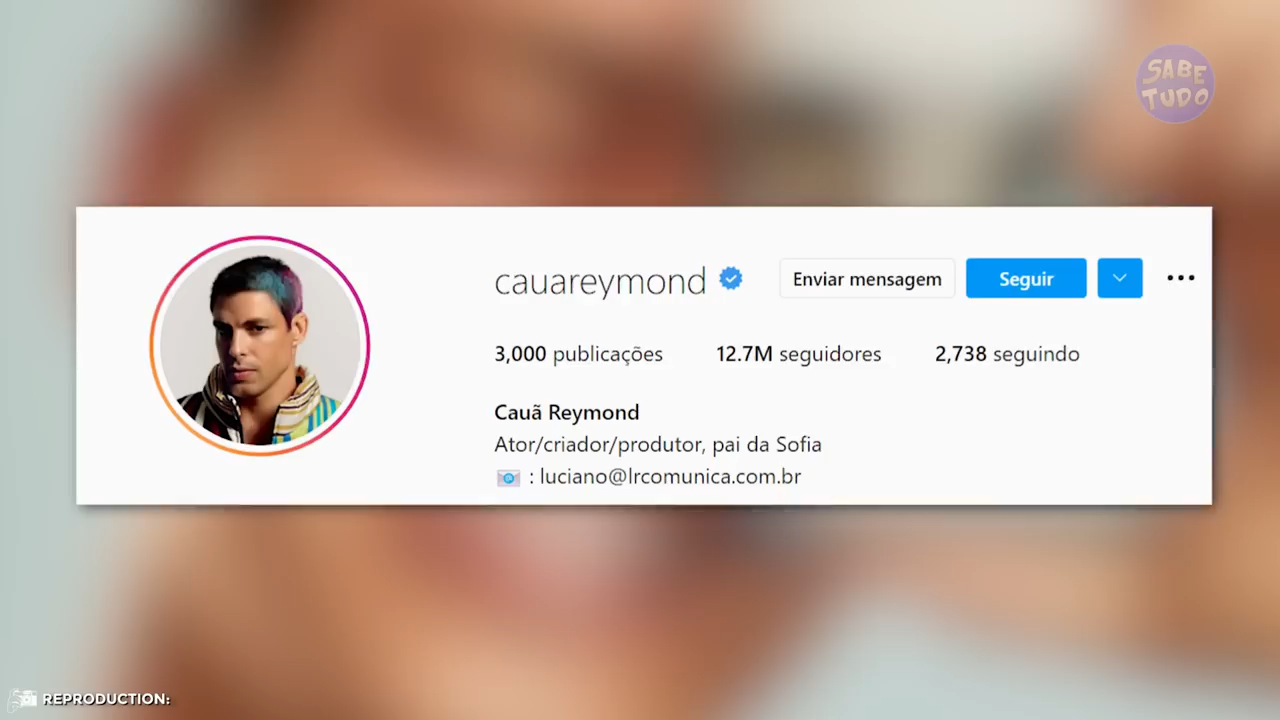 SABE
TUDO
cauareymond
Enviar mensagem
Seguir
3,000 publicações 12.7M seguidores 2,738 seguindo
Cauã Reymond
Ator/criador/produtor, pai da Sofia
: luciano@lrcomunica.com.br
REPRODUCTION: